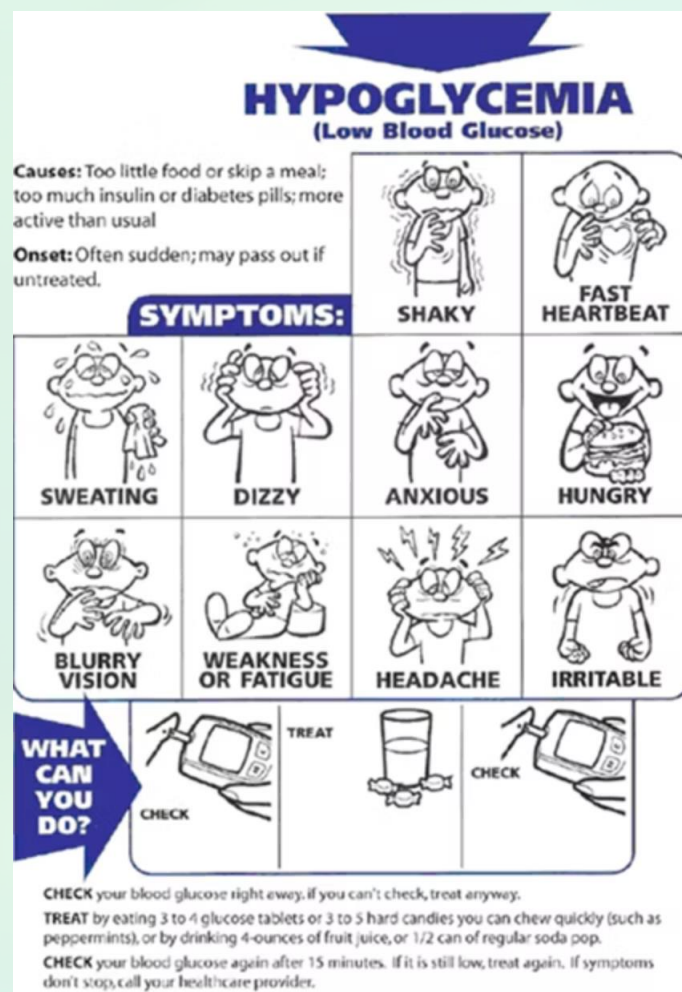 HYPOGLYCEMIA
(Low Blood Glucose)
Causes: Too little food or skip a meal;
too much insulin or diabetes pills; more
active than usual
Onset: Often sudden; may pass out if
untreated.
SYMPTOMS:
SHAKY
FAST
HEARTBEAT
SWEATING
DIZZY
ANXIOUS
HUNGRY
BLURRY
VISION
WEAKNESS
OR FATIGUE
HEADACHE
IRRITABLE
WHAT
CAN
YOU
DO?
CHECK
TREAT
CHECK
CHECK your blood glucose right away. if you can't check, treat anyway.
TREAT by eating 3 to 4 glucose tablets or 3 to 5 hard candies you can chew quickly (such as
peppermints), or by drinking 4-ounces of fruit juice, or 1/2 can of regular soda pop.
CHECK your blood glucose again after 15 minutes. If it is still low, treat again. If symptoms
don't stop, call your healthcare provider.